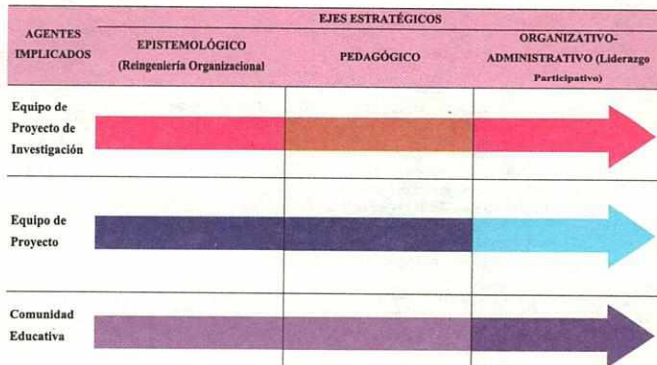 EJES ESTRATÉGICOS
AGENTES
IMPLICADOS
EPISTEMOLÓGICO
(Reingeniería Organizacional
PEDAGÓGICO
ORGANIZATIVO-
ADMINISTRATIVO (Liderazgo
Participativo)
Equipo de
Proyecto de
Investigación
Equipo de
Proyecto
Comunidad
Educativa